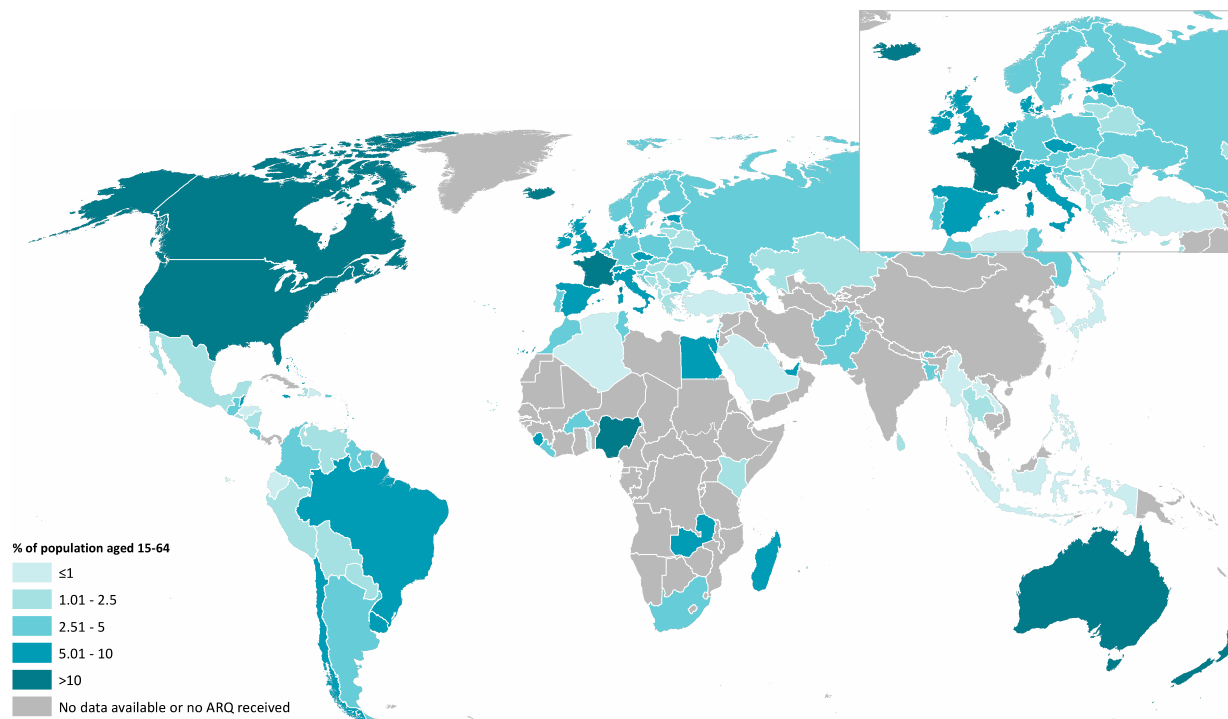 % of population aged 15-64
≤1
1.01 - 2.5
2.51 - 5
5.01 - 10
>10
No data available or no ARQ received